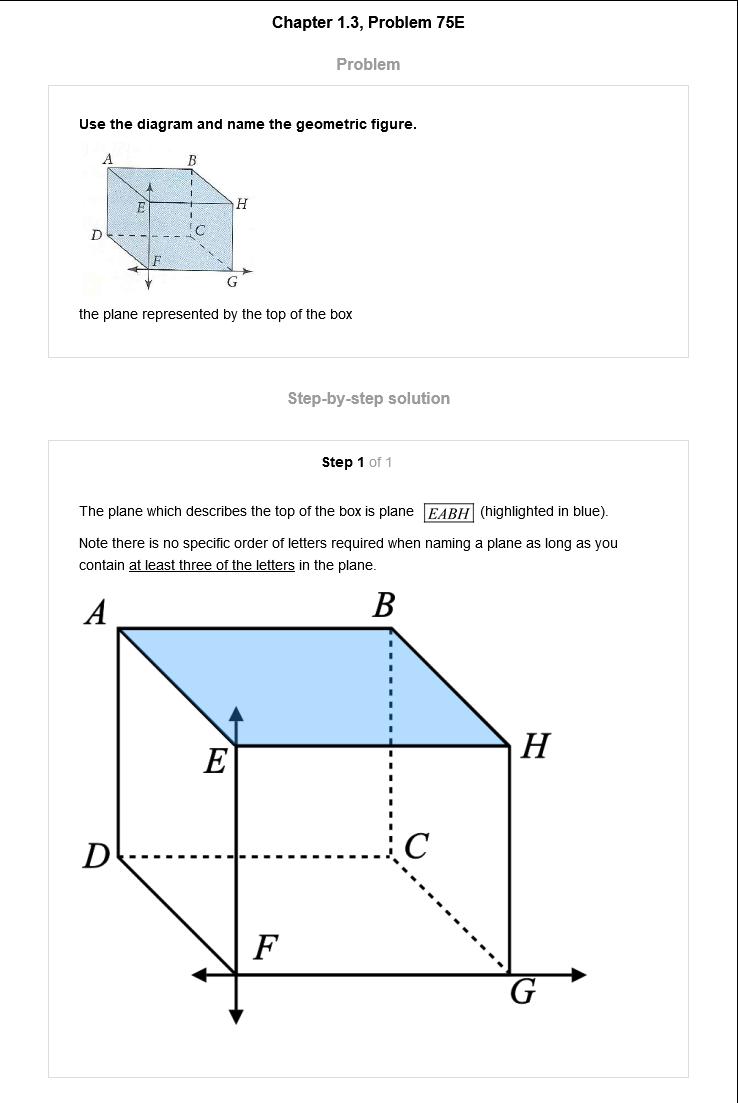 Chapter 1.3, Problem 75E
Problem
Use the diagram and name the geometric figure.
A
B
E
H
D
C
F
G
the plane represented by the top of the box
Step-by-step solution
Step 1 of 1
The plane which describes the top of the box is plane EABH (highlighted in blue).
Note there is no specific order of letters required when naming a plane as long as you
contain at least three of the letters in the plane.
A
B
E
H
D
C
F
G